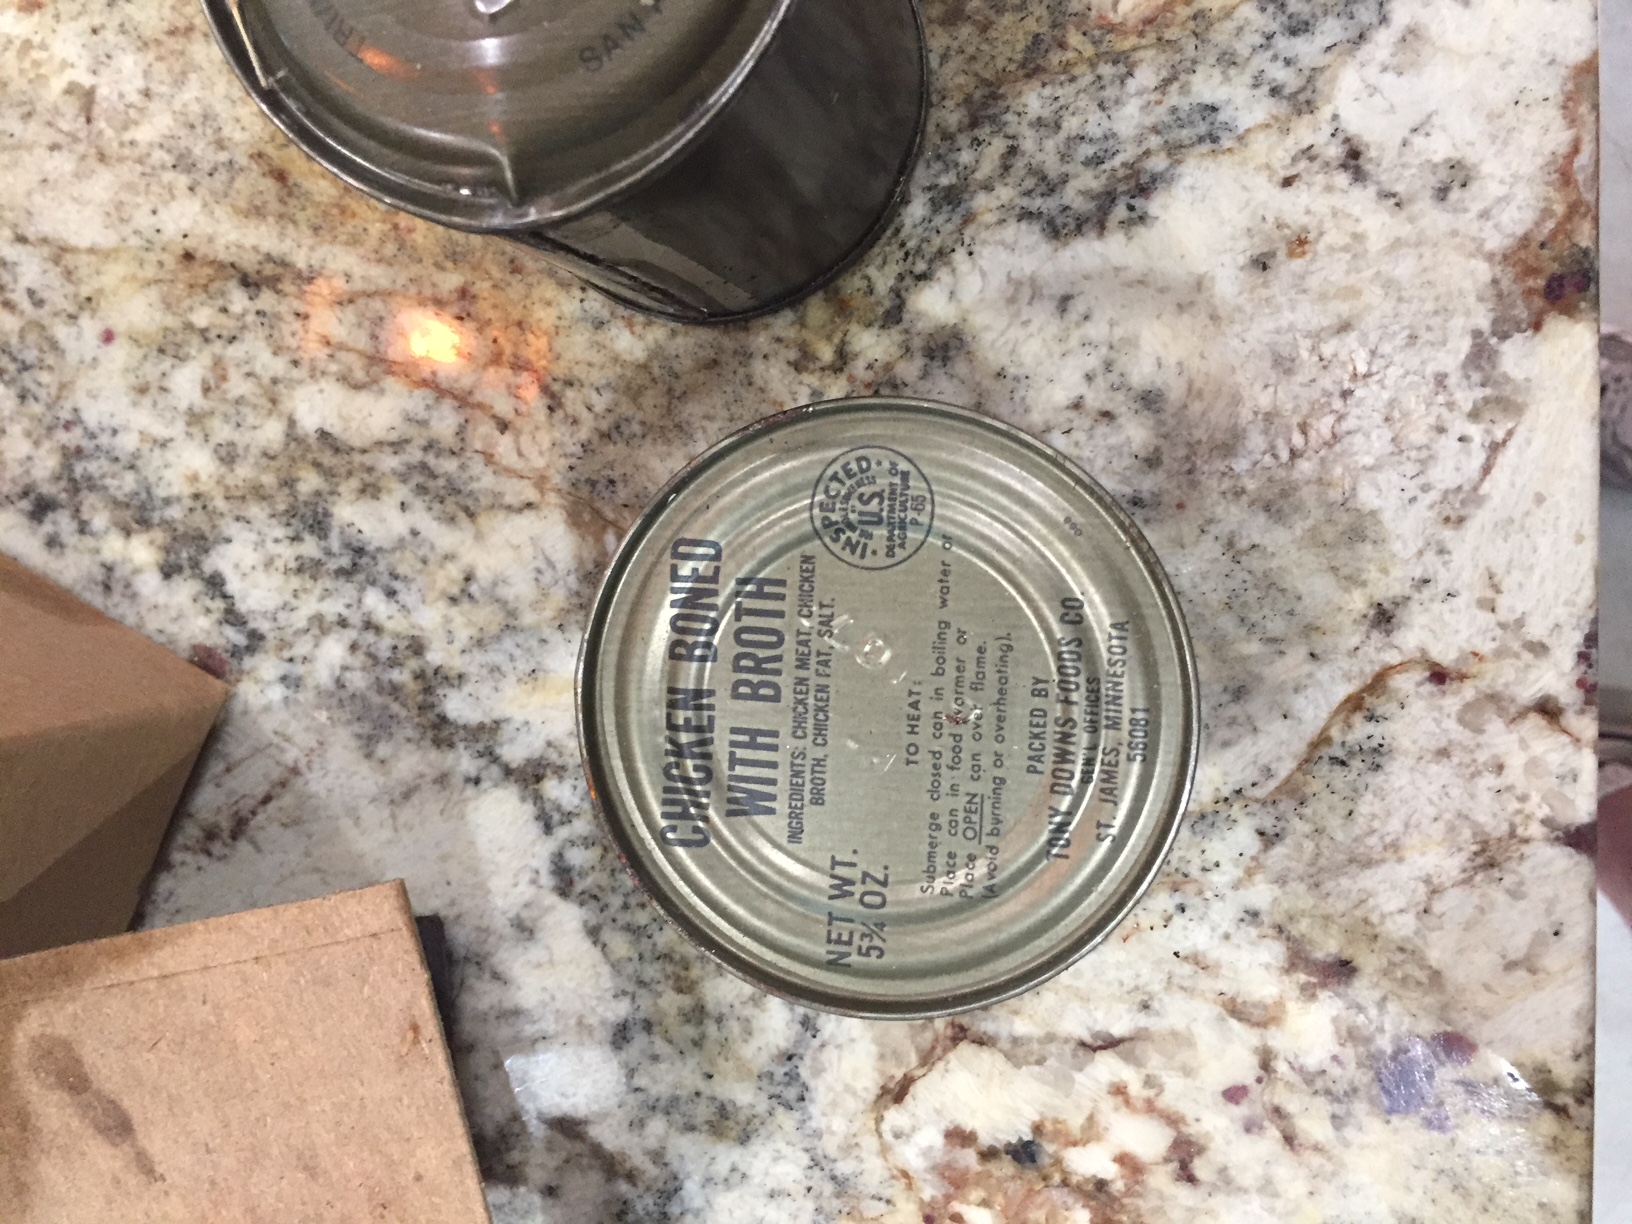 SAN
CHICKEN BONED
WITH BROTH
INGREDIENTS: CHICKEN MEAT, CHICKEN
BROTH, CHICKEN FAT, SALT.
NET WT.
5¾ OZ.
INSPECTED
U.S.
DEPARTMENT OF
AGRICULTURE
P-65
TO HEAT:
Submerge closed can in boiling water or
Place can in food warmer or
Place OPEN can over flame.
(Avoid burning or overheating).
PACKED BY
TONY DOWNS FOODS CO.
GEN'L OFFICES
ST. JAMES, MINNESOTA
56081